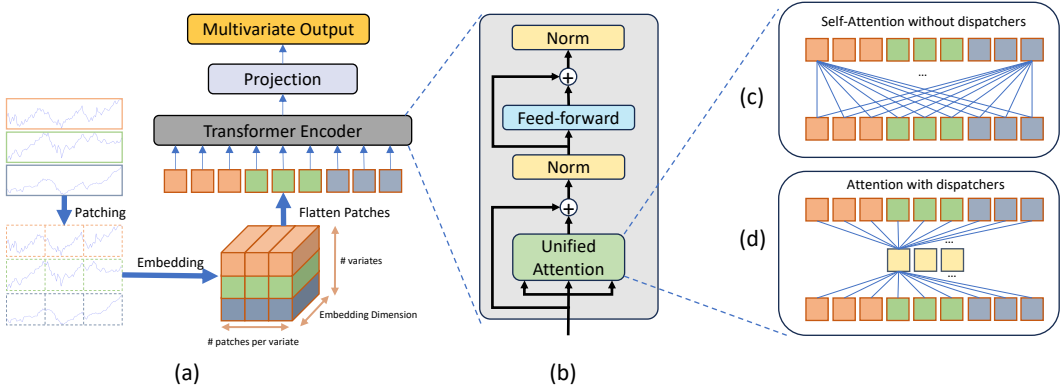 Multivariate Output
Projection
Transformer Encoder
Patching
Flatten Patches
Embedding
# variates
Embedding Dimension
# patches per variate
(a)
Norm
+
Feed-forward
Norm
+
Unified
Attention
(b)
Self-Attention without dispatchers
...
(c)
Attention with dispatchers
...
(d)
...